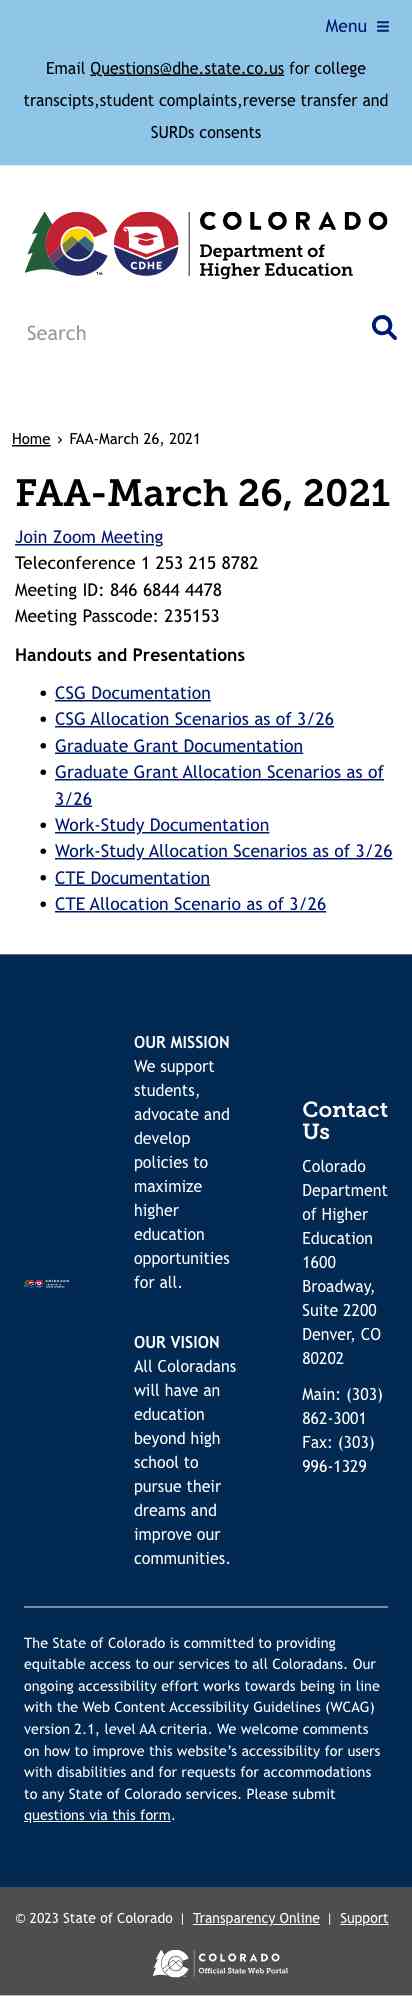 Menu
Email Questions@dhe.state.co.us for college
transcipts,student complaints,reverse transfer and
SURDs consents
COLORADO
Department of
Higher Education
CDHE
TM
Search
Home › FAA-March 26, 2021
FAA-March 26, 2021
Join Zoom Meeting
Teleconference 1 253 215 8782
Meeting ID: 846 6844 4478
Meeting Passcode: 235153
Handouts and Presentations
• CSG Documentation
• CSG Allocation Scenarios as of 3/26
• Graduate Grant Documentation
• Graduate Grant Allocation Scenarios as of
3/26
• Work-Study Documentation
• Work-Study Allocation Scenarios as of 3/26
• CTE Documentation
• CTE Allocation Scenario as of 3/26
OUR MISSION
We support
students,
advocate and
develop
policies to
maximize
higher
education
opportunities
for all.
OUR VISION
All Coloradans
will have an
education
beyond high
school to
pursue their
dreams and
improve our
communities.
Contact
Us
Colorado
Department
of Higher
Education
1600
Broadway,
Suite 2200
Denver, CO
80202
Main: (303)
862-3001
Fax: (303)
996-1329
The State of Colorado is committed to providing
equitable access to our services to all Coloradans. Our
ongoing accessibility effort works towards being in line
with the Web Content Accessibility Guidelines (WCAG)
version 2.1, level AA criteria. We welcome comments
on how to improve this website's accessibility for users
with disabilities and for requests for accommodations
to any State of Colorado services. Please submit
questions via this form.
© 2023 State of Colorado | Transparency Online | Support
COLORADO
Official State Web Portal